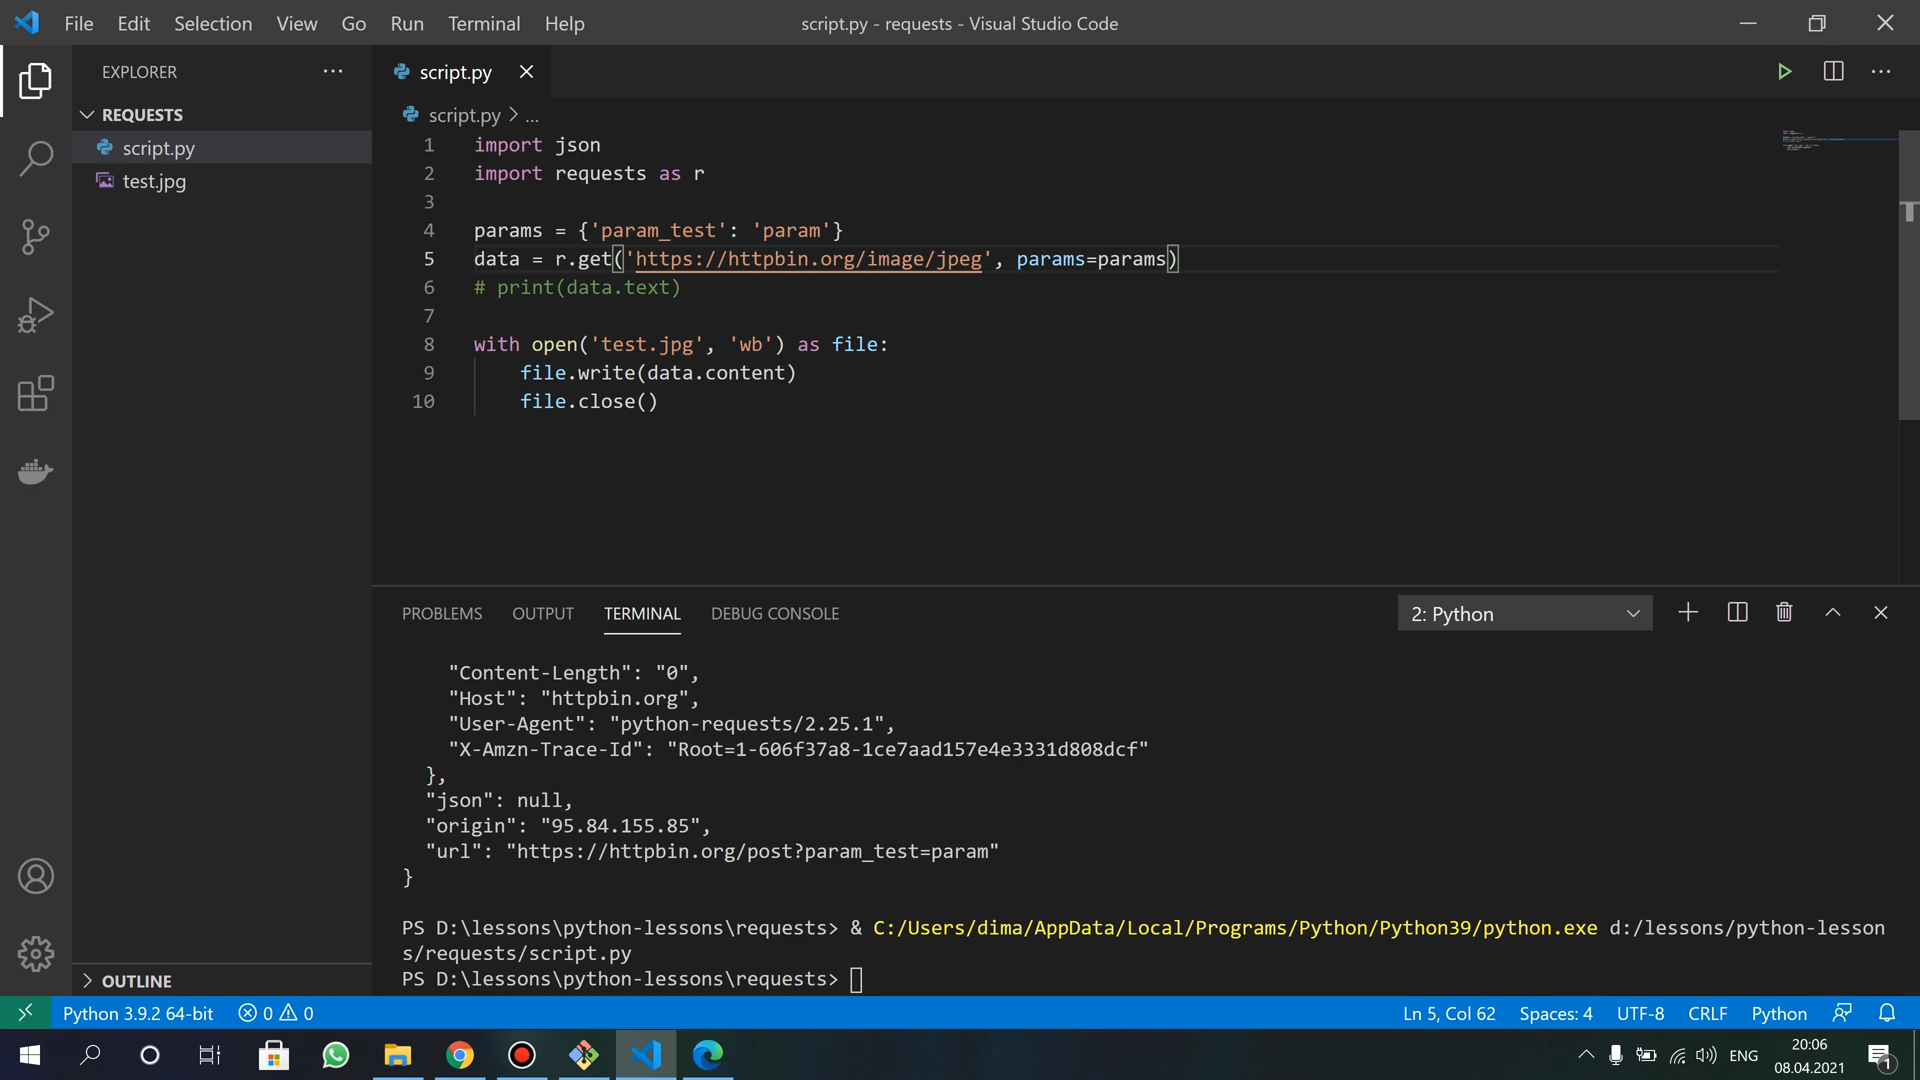 File Edit Selection View Go Run Terminal Help
script.py - requests - Visual Studio Code
EXPLORER
REQUESTS
script.py
test.jpg
OUTLINE
script.py
script.py > ...
1 import json
2 import requests as r
3
4 params = {'param_test': 'param'}
5 data = r.get('https://httpbin.org/image/jpeg', params=params)
6 # print(data.text)
7
8 with open('test.jpg', 'wb') as file:
9 file.write(data.content)
10 file.close()
PROBLEMS OUTPUT TERMINAL DEBUG CONSOLE
2: Python
"Content-Length": "0",
"Host": "httpbin.org",
"User-Agent": "python-requests/2.25.1",
"X-Amzn-Trace-Id": "Root=1-606f37a8-1ce7aad157e4e3331d808dcf"
},
"json": null,
"origin": "95.84.155.85",
"url": "https://httpbin.org/post?param_test=param"
}
PS D:\lessons\python-lessons\requests> & C:/Users/dima/AppData/Local/Programs/Python/Python39/python.exe d:/lessons/python-lesson
s/requests/script.py
PS D:\lessons\python-lessons\requests>
Python 3.9.2 64-bit 0 0
Ln 5, Col 62 Spaces: 4 UTF-8 CRLF Python
ENG
20:06
08.04.2021
1